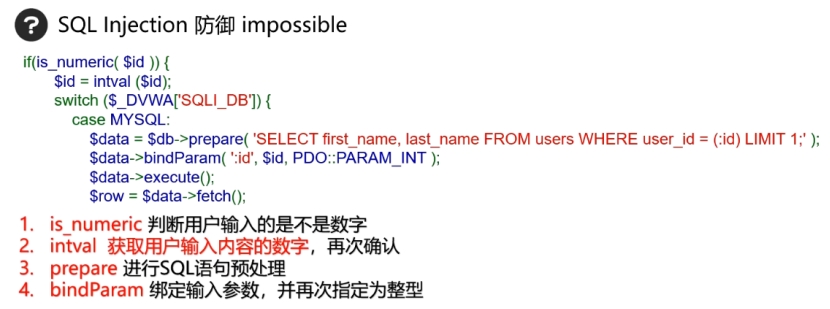 ? SQL Injection 防御 impossible
if(is_numeric( $id )) {
$id = intval ($id);
switch ($_DVWA['SQLI_DB']) {
case MYSQL:
$data = $db->prepare( 'SELECT first_name, last_name FROM users WHERE user_id = (:id) LIMIT 1;' );
$data->bindParam( ':id', $id, PDO::PARAM_INT );
$data->execute();
$row = $data->fetch();
1. is_numeric 判断用户输入的是不是数字
2. intval 获取用户输入内容的数字，再次确认
3. prepare 进行SQL语句预处理
4. bindParam 绑定输入参数，并再次指定为整型